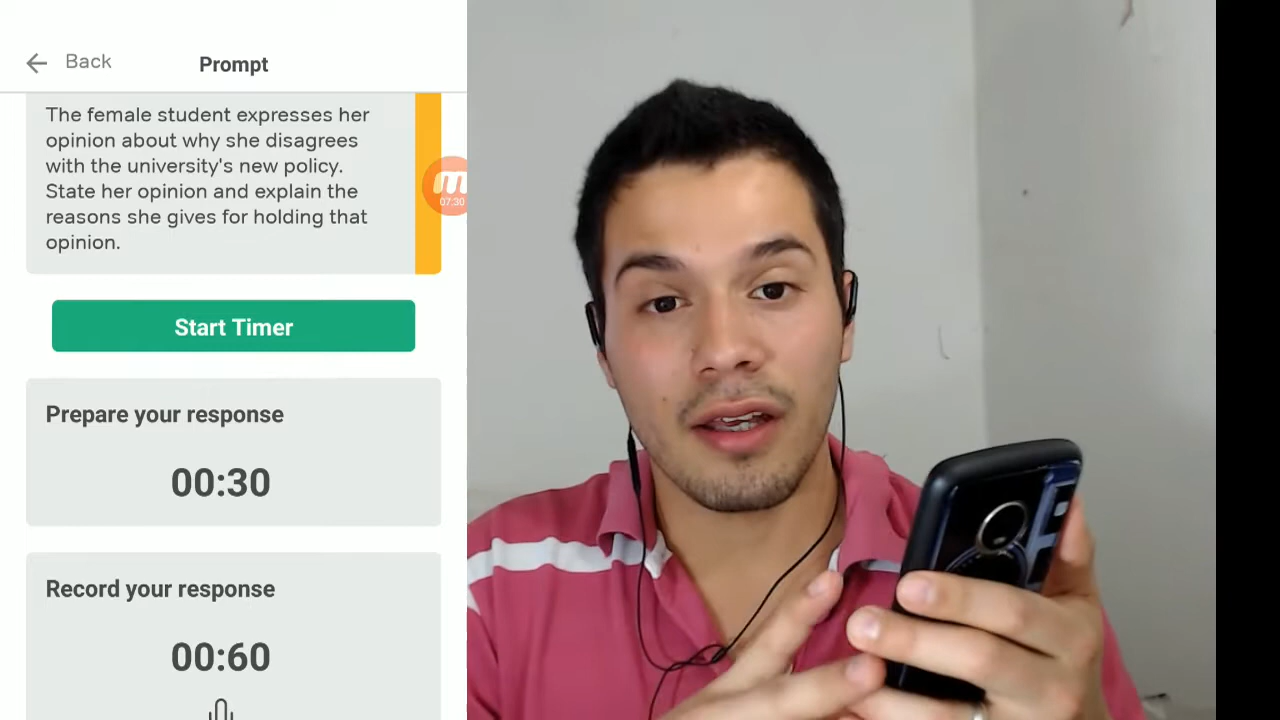 Back
Prompt
The female student expresses her
opinion about why she disagrees
with the university's new policy.
State her opinion and explain the
reasons she gives for holding that
opinion.
07:30
Start Timer
Prepare your response
00:30
Record your response
00:60